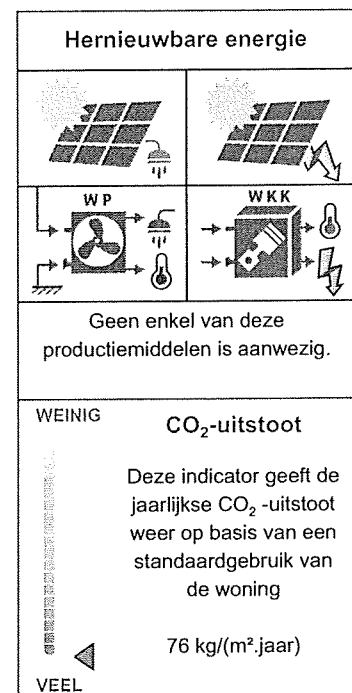 Hernieuwbare energie
WP
WKK
Geen enkel van deze
productiemiddelen is aanwezig.
WEINIG
CO₂-uitstoot
Deze indicator geeft de
jaarlijkse CO₂ -uitstoot
weer op basis van een
standaardgebruik van
de woning
76 kg/(m².jaar)
VEEL